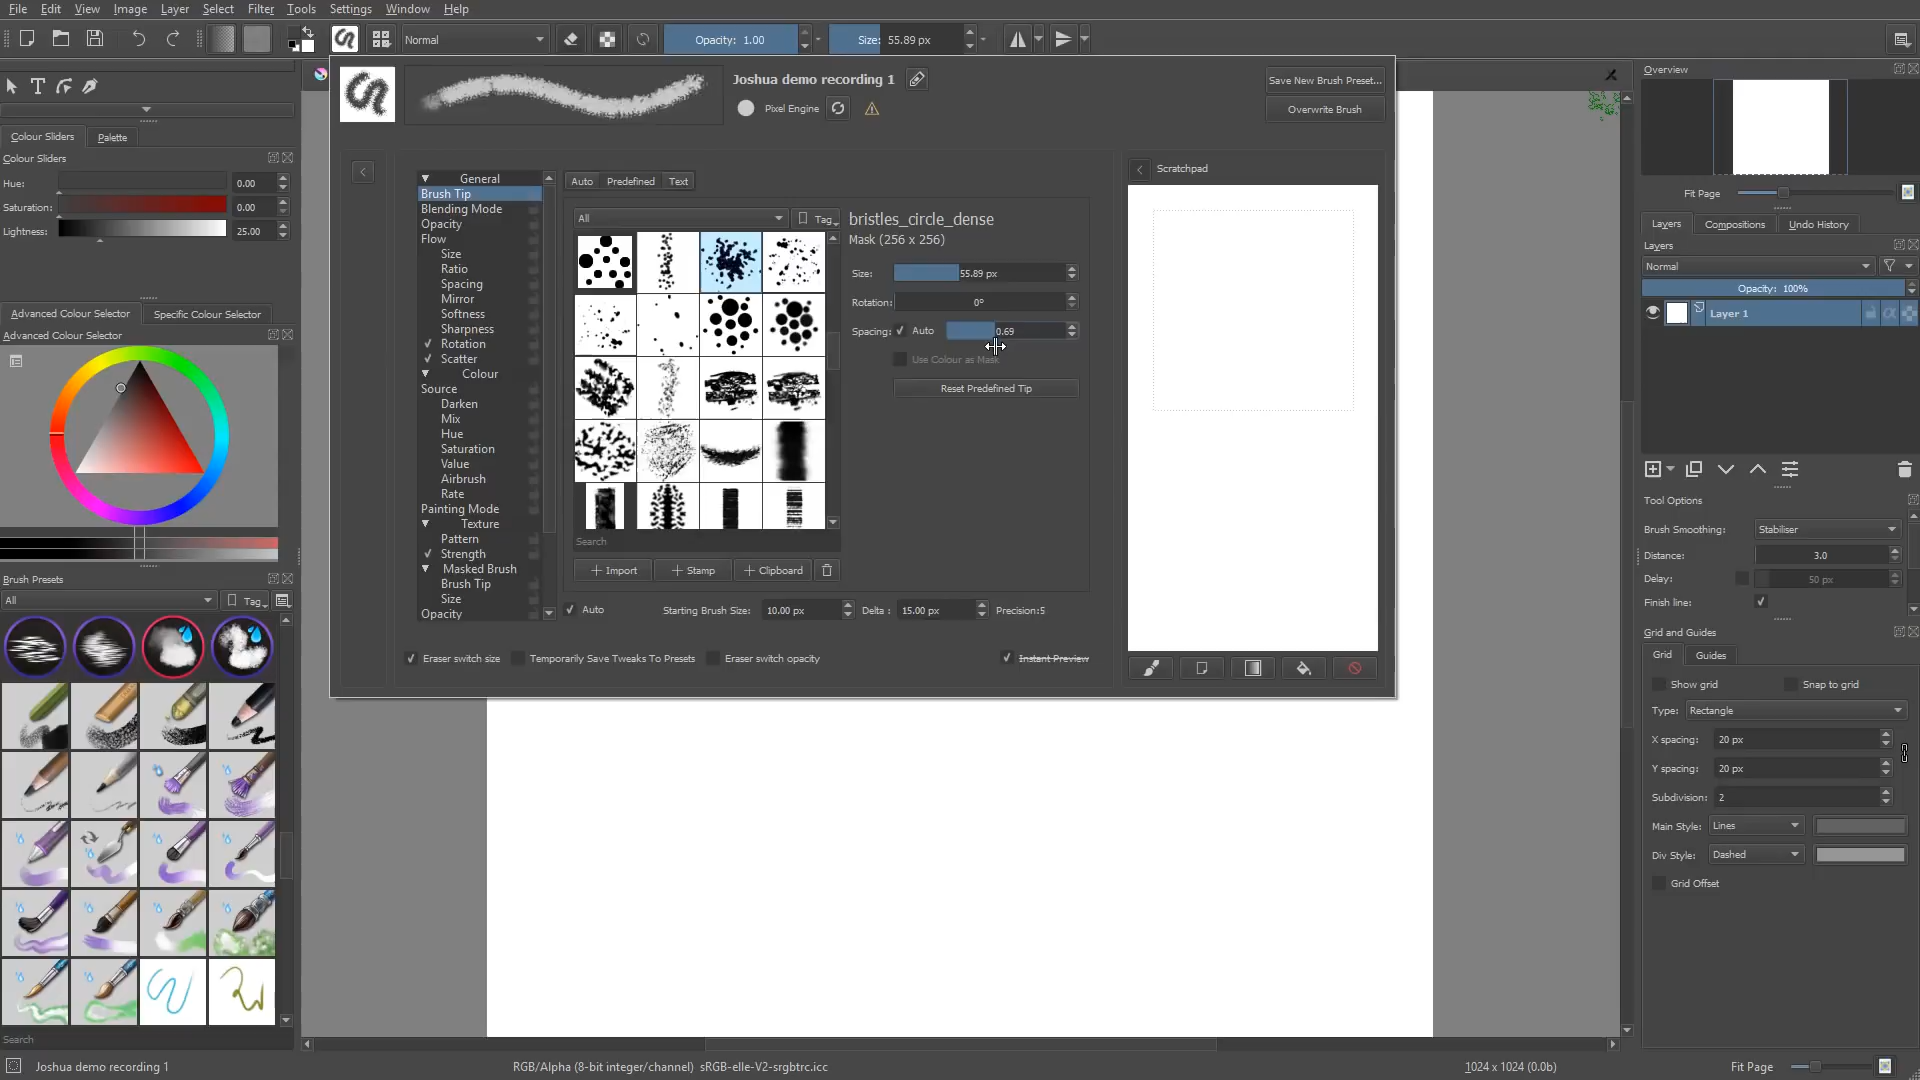 File Edit View Image Layer Select Filter Tools Settings Window Help
Normal
Opacity: 1.00
Size: 55.89 px
Joshua demo recording 1
Pixel Engine
Save New Brush Preset...
Overwrite Brush
Colour Sliders Palette
Colour Sliders
Hue: 0.00
Saturation: 0.00
Lightness: 25.00
Advanced Colour Selector Specific Colour Selector
Advanced Colour Selector
Brush Presets
All Tag
Search
General
Brush Tip
Blending Mode
Opacity
Flow
Size
Ratio
Spacing
Mirror
Softness
Sharpness
Rotation
Scatter
Colour
Source
Darken
Mix
Hue
Saturation
Value
Airbrush
Rate
Painting Mode
Texture
Pattern
Strength
Masked Brush
Brush Tip
Size
Opacity
Auto Predefined Text
All Tag
Search
Import Stamp Clipboard
bristles_circle_dense
Mask (256 x 256)
Size: 55.89 px
Rotation: 0°
Spacing: Auto 0.69
Use Colour as Mask
Reset Predefined Tip
Auto Starting Brush Size: 10.00 px Delta : 15.00 px Precision:5
Eraser switch size Temporarily Save Tweaks To Presets Eraser switch opacity Instant Preview
Scratchpad
Overview
Fit Page
Layers Compositions Undo History
Layers
Normal
Opacity: 100%
Layer 1
Tool Options
Brush Smoothing: Stabiliser
Distance: 3.0
Delay: 50 px
Finish line:
Grid and Guides
Grid Guides
Show grid Snap to grid
Type: Rectangle
X spacing: 20 px
Y spacing: 20 px
Subdivision: 2
Main Style: Lines
Div Style: Dashed
Grid Offset
Joshua demo recording 1
RGB/Alpha (8-bit integer/channel) sRGB-elle-V2-srgbtrc.icc
1024 x 1024 (0.0b)
Fit Page